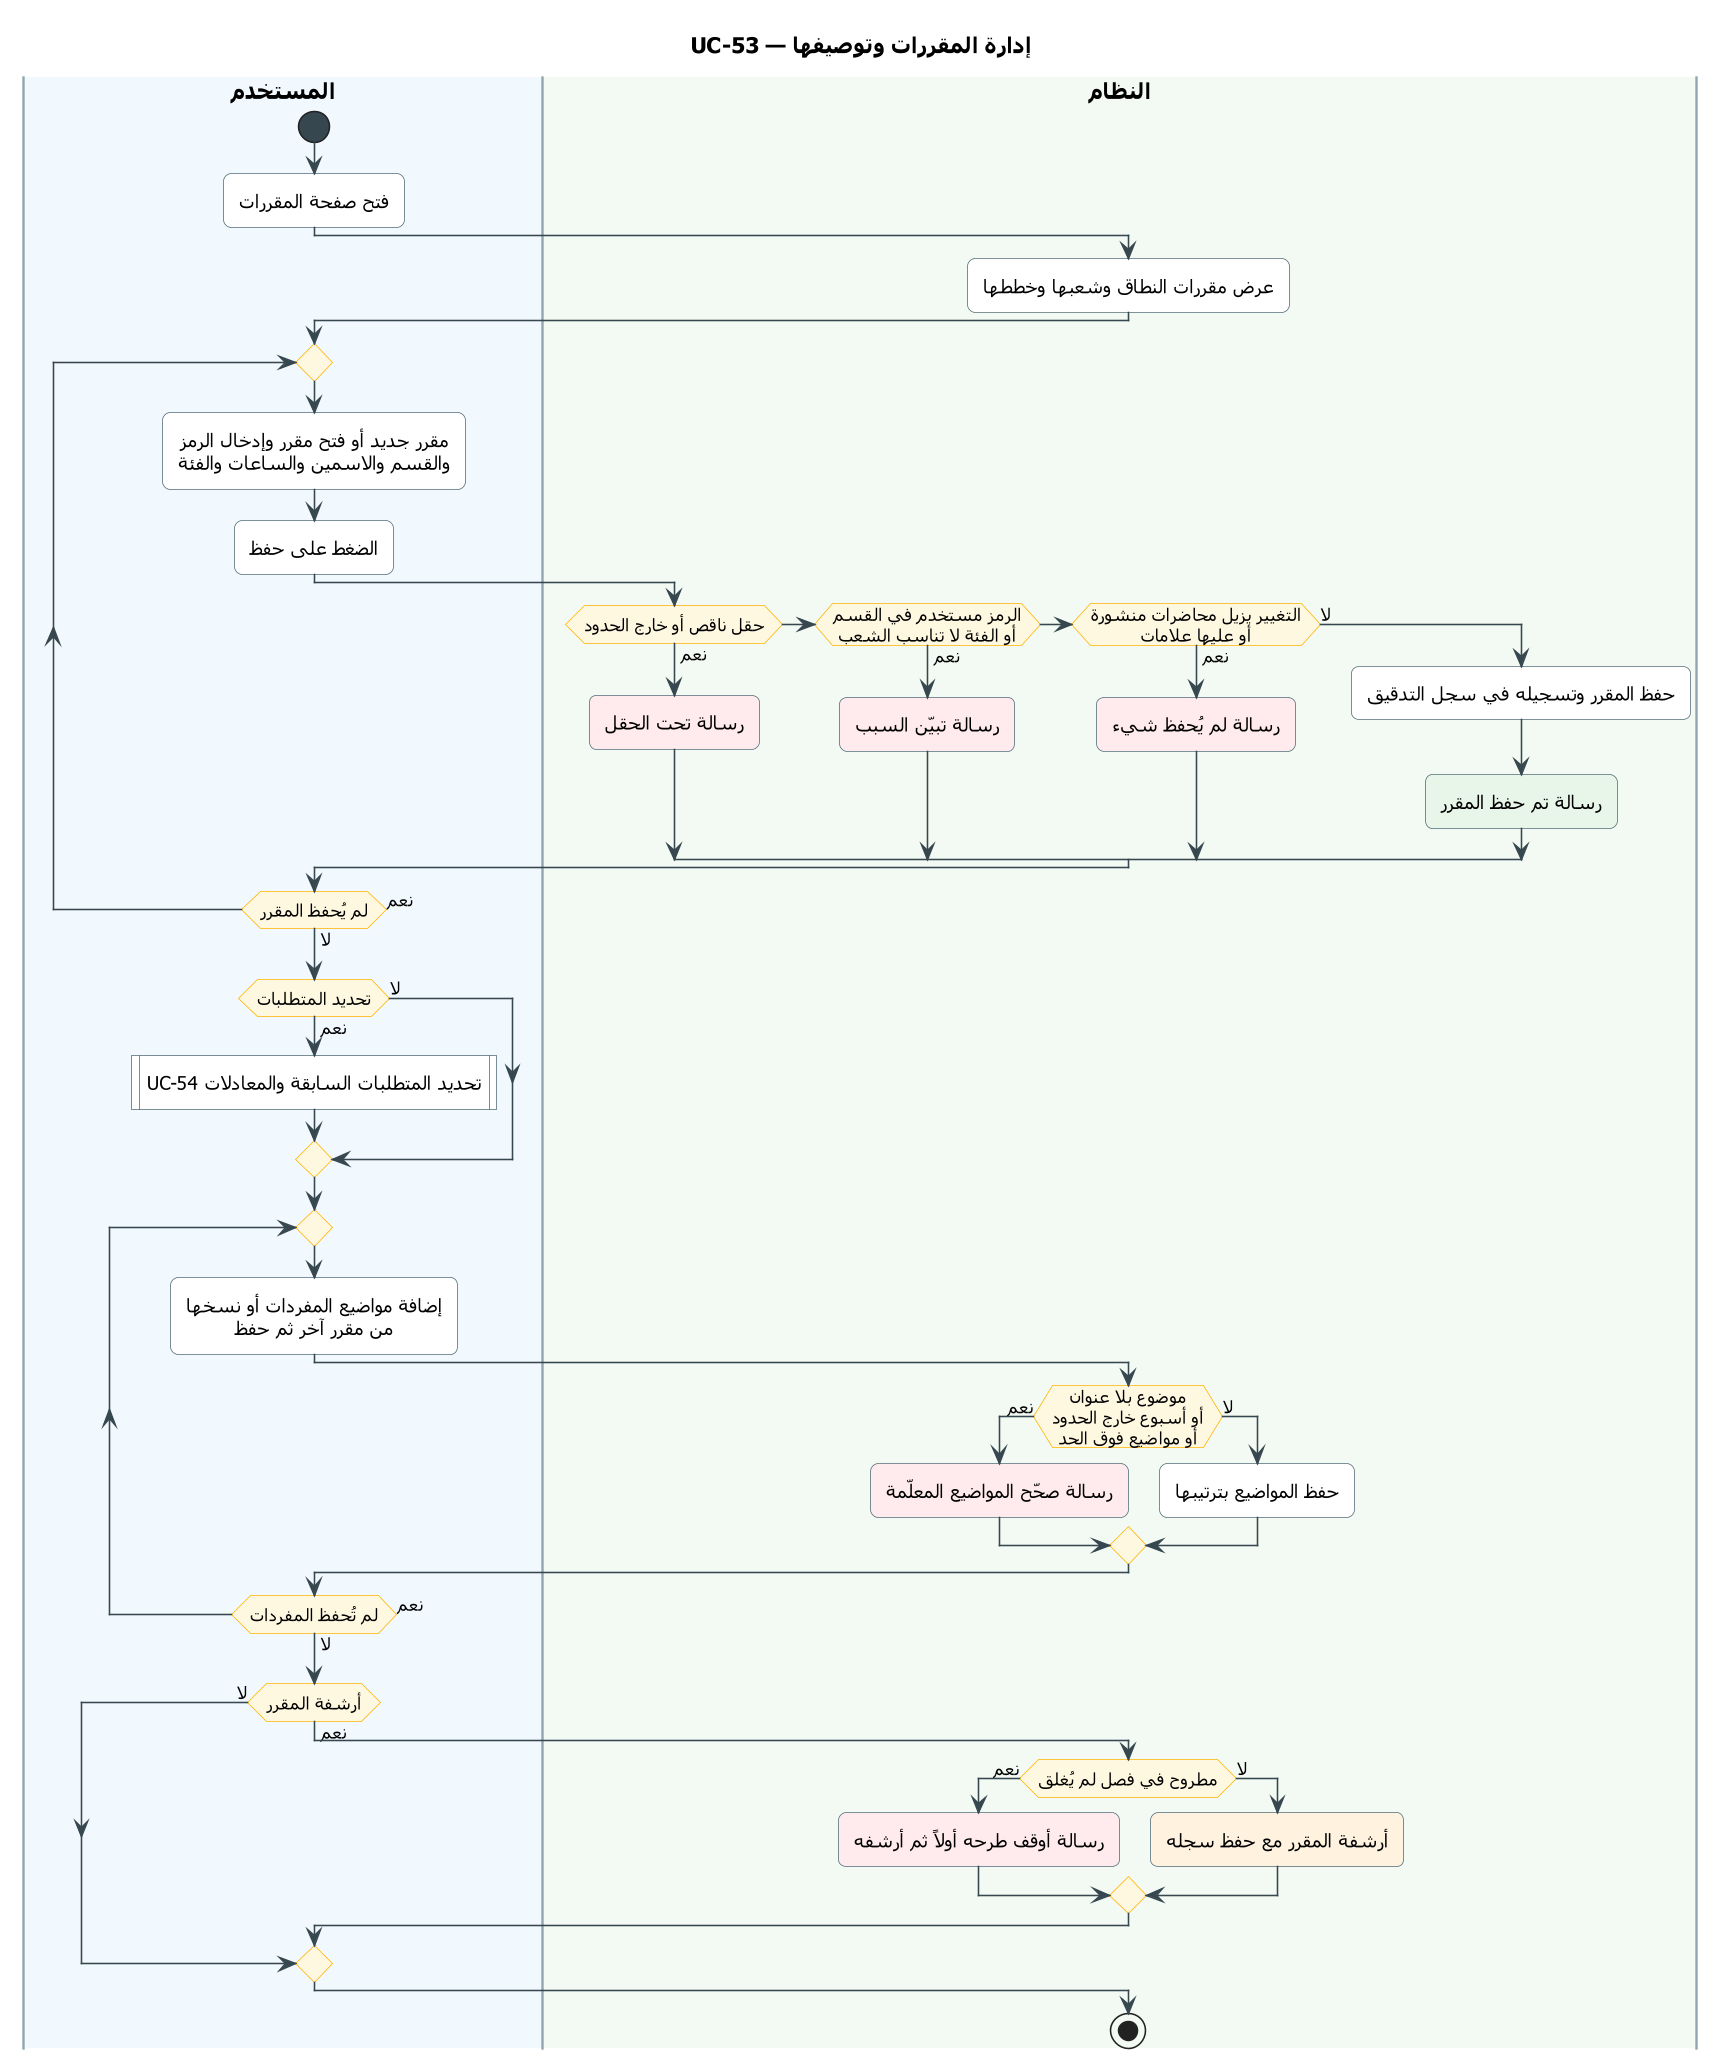 إدارة المقررات وتوصيفها — UC-53
المستخدم
النظام
فتح صفحة المقررات
عرض مقررات النطاق وشعبها وخططها
مقرر جديد أو فتح مقرر وإدخال الرمز
والقسم والاسمين والساعات والفئة
الضغط على حفظ
حقل ناقص أو خارج الحدود
نعم
رسالة تحت الحقل
الرمز مستخدم في القسم
أو الفئة لا تناسب الشعب
نعم
رسالة تبيّن السبب
التغيير يزيل محاضرات منشورة
أو عليها علامات
نعم
لا
رسالة لم يُحفظ شيء
حفظ المقرر وتسجيله في سجل التدقيق
رسالة تم حفظ المقرر
لم يُحفظ المقرر
نعم
لا
تحديد المتطلبات
لا
نعم
تحديد المتطلبات السابقة والمعادلات UC-54
إضافة مواضيع المفردات أو نسخها
من مقرر آخر ثم حفظ
موضوع بلا عنوان
أو أسبوع خارج الحدود
أو مواضيع فوق الحد
نعم
لا
رسالة صحّح المواضيع المعلّمة
حفظ المواضيع بترتيبها
لم تُحفظ المفردات
نعم
لا
أرشفة المقرر
لا
نعم
مطروح في فصل لم يُغلق
نعم
لا
رسالة أوقف طرحه أولاً ثم أرشفه
أرشفة المقرر مع حفظ سجله